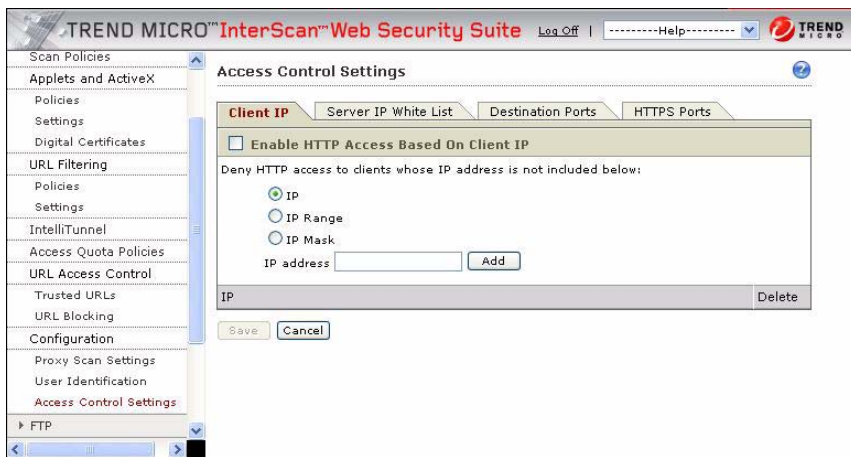 TREND MICRO™ InterScan™ Web Security Suite Log Off | ---------Help---------
TREND MICRO
Scan Policies
Applets and ActiveX
Policies
Settings
Digital Certificates
URL Filtering
Policies
Settings
IntelliTunnel
Access Quota Policies
URL Access Control
Trusted URLs
URL Blocking
Configuration
Proxy Scan Settings
User Identification
Access Control Settings
FTP
Access Control Settings
Client IP Server IP White List Destination Ports HTTPS Ports
Enable HTTP Access Based On Client IP
Deny HTTP access to clients whose IP address is not included below:
IP
IP Range
IP Mask
IP address Add
IP Delete
Save Cancel